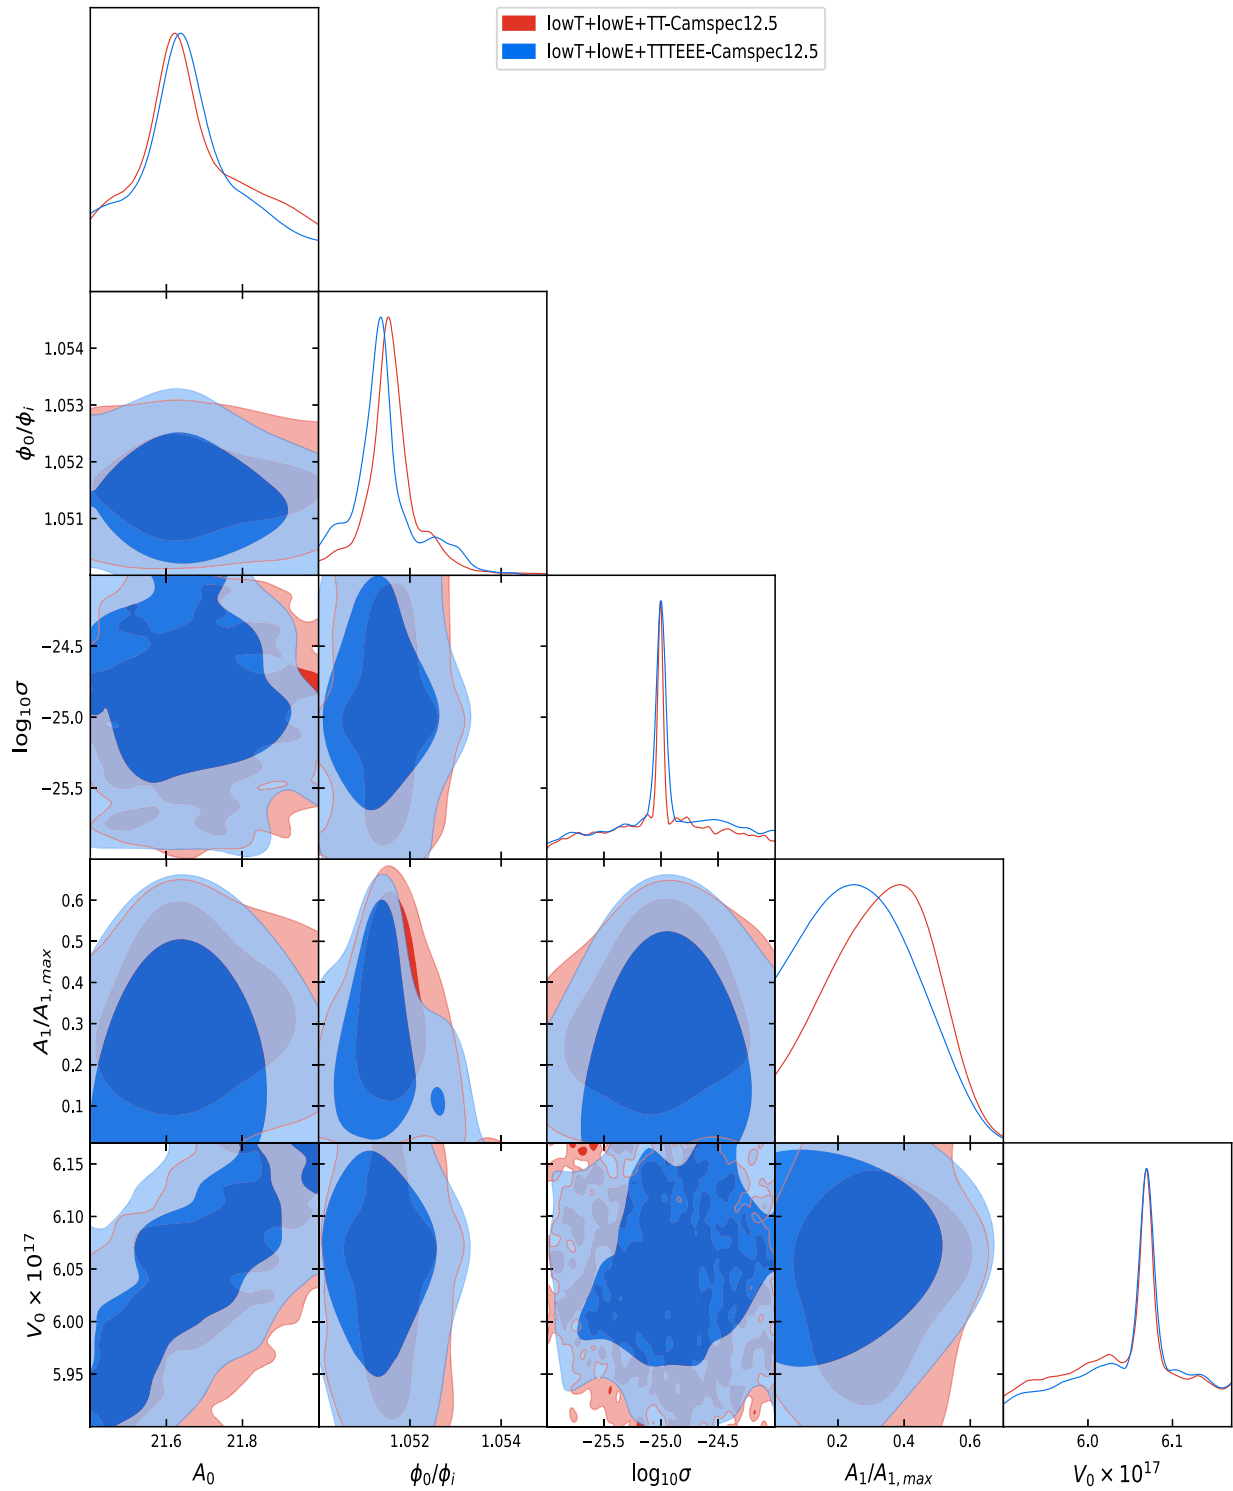 lowT+lowE+TT-Camspec12.5
lowT+lowE+TTTEEE-Camspec12.5
1.054
1.053
1.052
1.051
ϕ₀/ϕᵢ
−24.5
−25.0
−25.5
log₁₀σ
0.6
0.5
0.4
0.3
0.2
0.1
A₁/A₁,max
6.15
6.10
6.05
6.00
5.95
V₀ × 10¹⁷
21.6 21.8 1.052 1.054 −25.5 −25.0 −24.5 0.2 0.4 0.6 6.0 6.1
A₀ ϕ₀/ϕᵢ log₁₀σ A₁/A₁,max V₀ × 10¹⁷